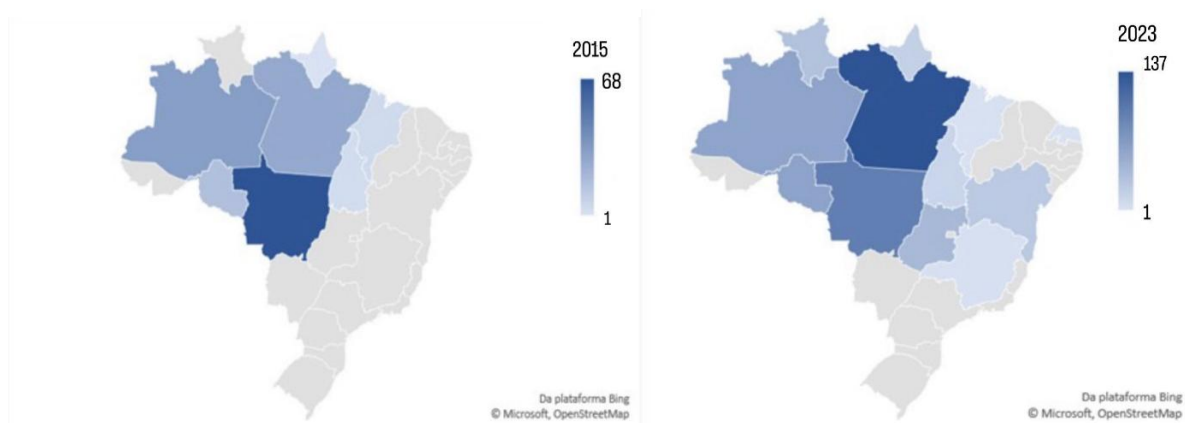 2015
68
1
Da plataforma Bing
© Microsoft, OpenStreetMap
2023
137
1
Da plataforma Bing
© Microsoft, OpenStreetMap